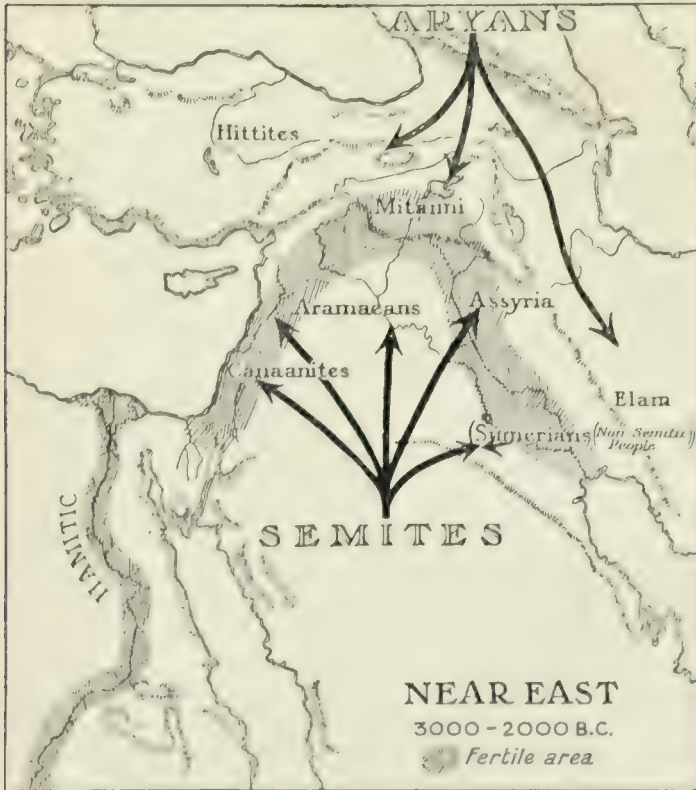 ARYANS
Hittites
Mitanni
Aramaeans
Assyria
Canaanites
Elam
(Sumerians (Non Semitic
People
SEMITES
HAMITIC
NEAR EAST
3000-2000 B.C.
Fertile area